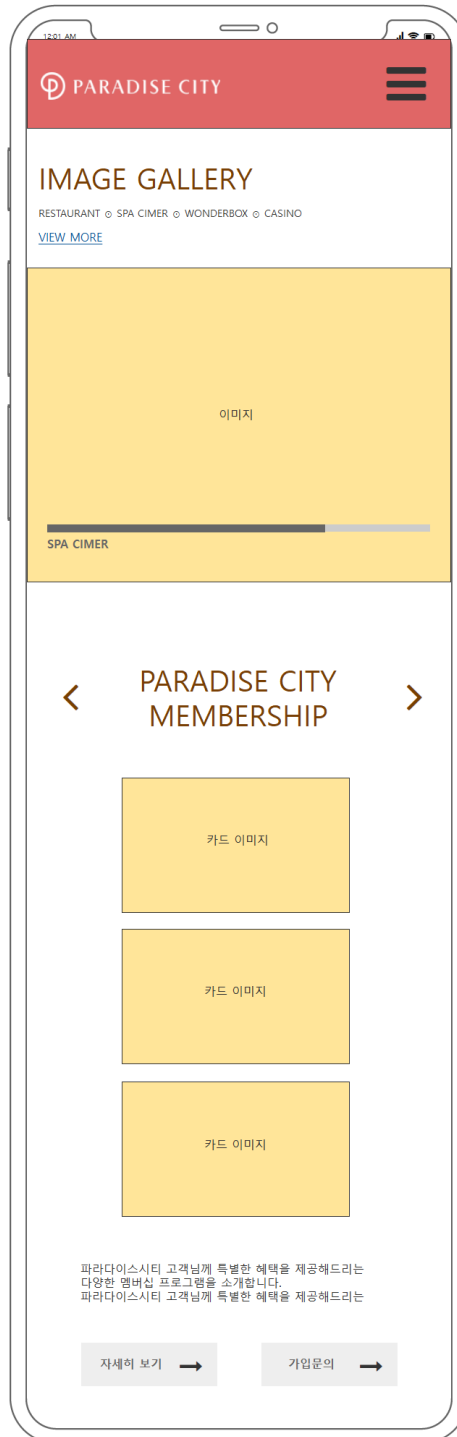 12:01 AM
PARADISE CITY
IMAGE GALLERY
RESTAURANT ⊙ SPA CIMER ⊙ WONDERBOX ⊙ CASINO
VIEW MORE
이미지
SPA CIMER
PARADISE CITY
MEMBERSHIP
카드 이미지
카드 이미지
카드 이미지
파라다이스시티 고객님께 특별한 혜택을 제공해드리는
다양한 멤버십 프로그램을 소개합니다.
파라다이스시티 고객님께 특별한 혜택을 제공해드리는
자세히 보기
가입문의